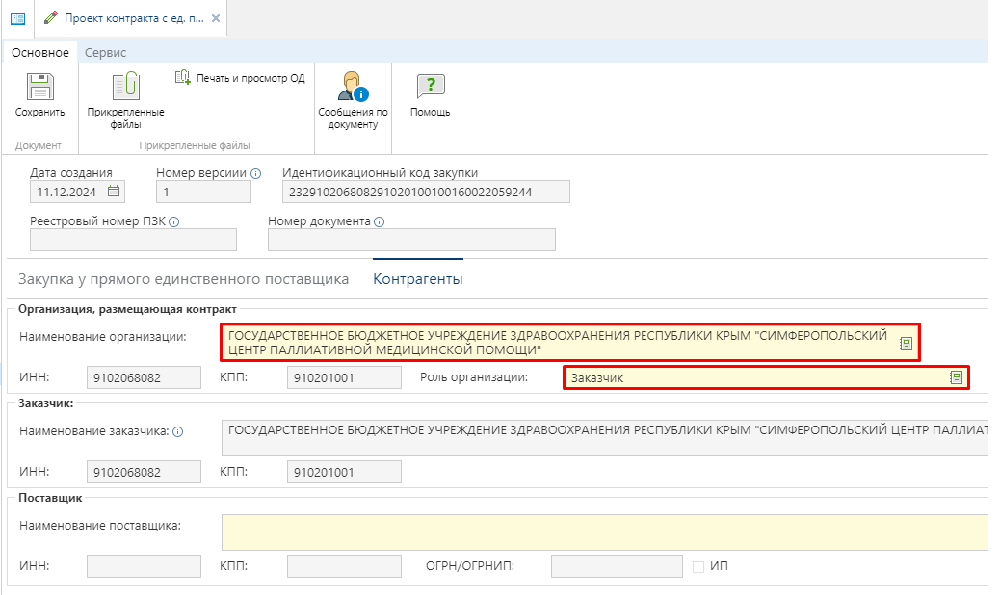 Проект контракта с ед. п...
Основное Сервис
Сохранить
Прикрепленные файлы
Печать и просмотр ОД
Сообщения по документу
Помощь
Документ
Прикрепленные файлы
Дата создания Номер версиии Идентификационный код закупки
11.12.2024 1 232910206808291020100100160022059244
Реестровый номер ПЗК Номер документа
Закупка у прямого единственного поставщика Контрагенты
Организация, размещающая контракт
Наименование организации:
ГОСУДАРСТВЕННОЕ БЮДЖЕТНОЕ УЧРЕЖДЕНИЕ ЗДРАВООХРАНЕНИЯ РЕСПУБЛИКИ КРЫМ "СИМФЕРОПОЛЬСКИЙ
ЦЕНТР ПАЛЛИАТИВНОЙ МЕДИЦИНСКОЙ ПОМОЩИ"
ИНН: 9102068082 КПП: 910201001 Роль организации: Заказчик
Заказчик:
Наименование заказчика: ГОСУДАРСТВЕННОЕ БЮДЖЕТНОЕ УЧРЕЖДЕНИЕ ЗДРАВООХРАНЕНИЯ РЕСПУБЛИКИ КРЫМ "СИМФЕРОПОЛЬСКИЙ ЦЕНТР ПАЛЛИАТ
ИНН: 9102068082 КПП: 910201001
Поставщик
Наименование поставщика:
ИНН: КПП: ОГРН/ОГРНИП: ИП